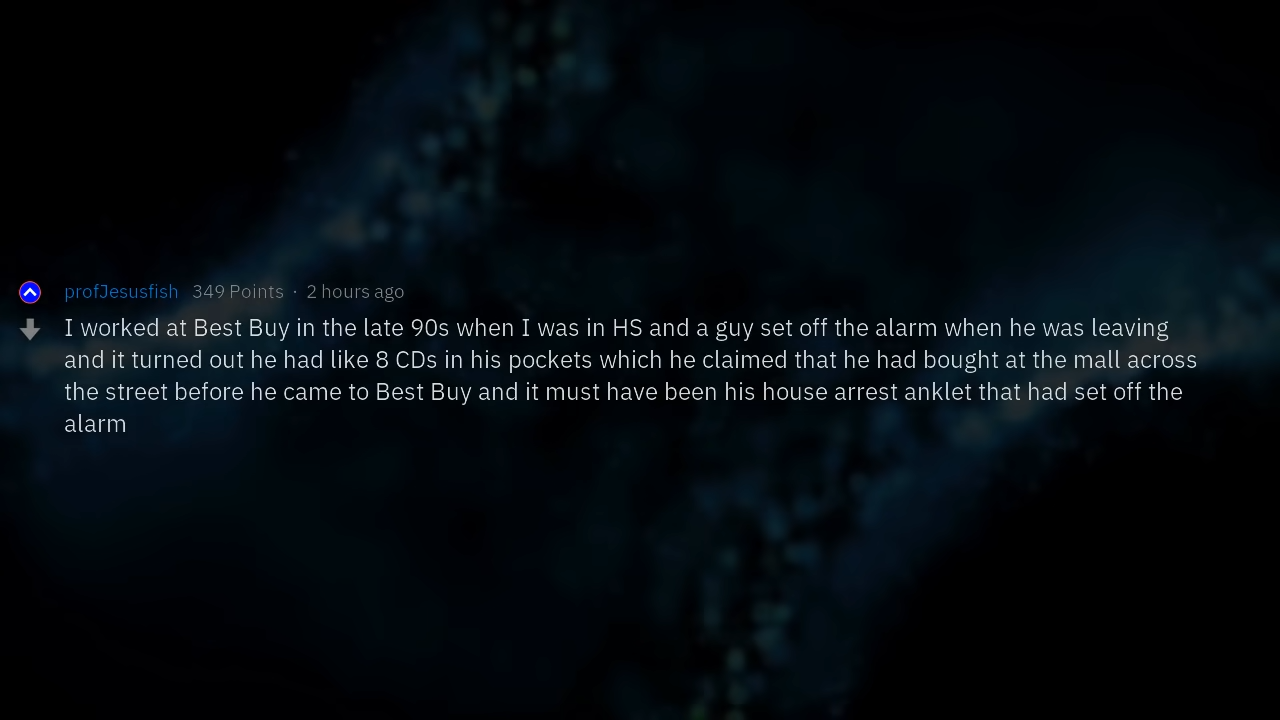 profJesusfish 349 Points · 2 hours ago
I worked at Best Buy in the late 90s when I was in HS and a guy set off the alarm when he was leaving
and it turned out he had like 8 CDs in his pockets which he claimed that he had bought at the mall across
the street before he came to Best Buy and it must have been his house arrest anklet that had set off the
alarm